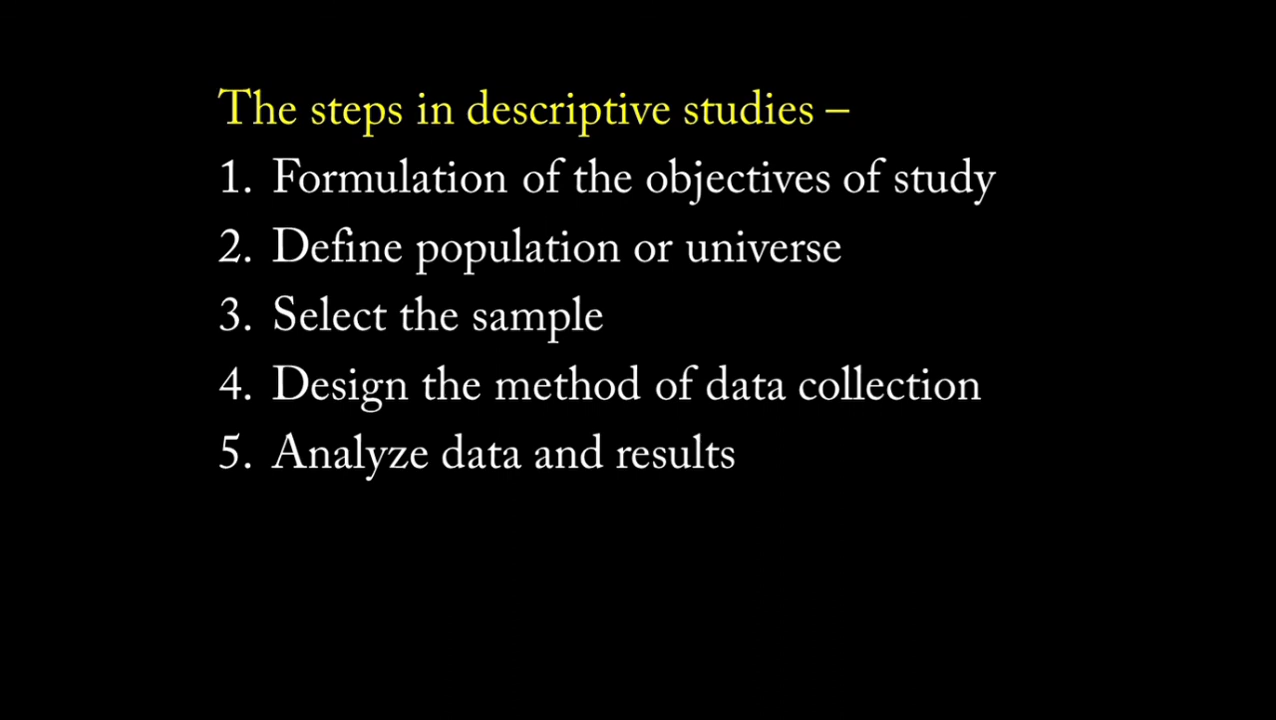 The steps in descriptive studies –
1. Formulation of the objectives of study
2. Define population or universe
3. Select the sample
4. Design the method of data collection
5. Analyze data and results